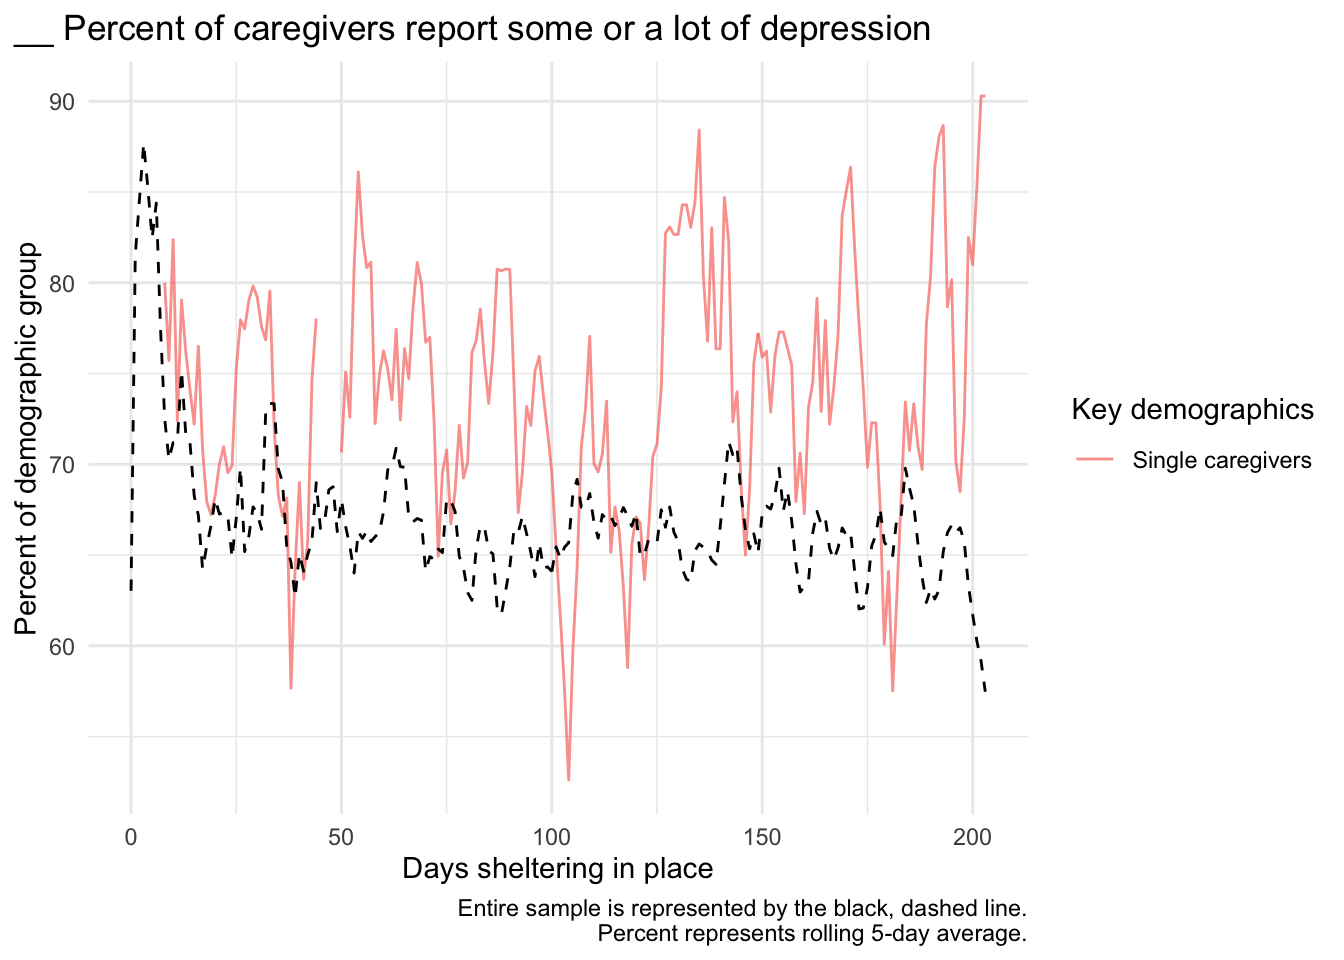 __ Percent of caregivers report some or a lot of depression
Percent of demographic group
90
80
70
60
0
50
100
150
200
Days sheltering in place
Key demographics
Single caregivers
Entire sample is represented by the black, dashed line.
Percent represents rolling 5-day average.